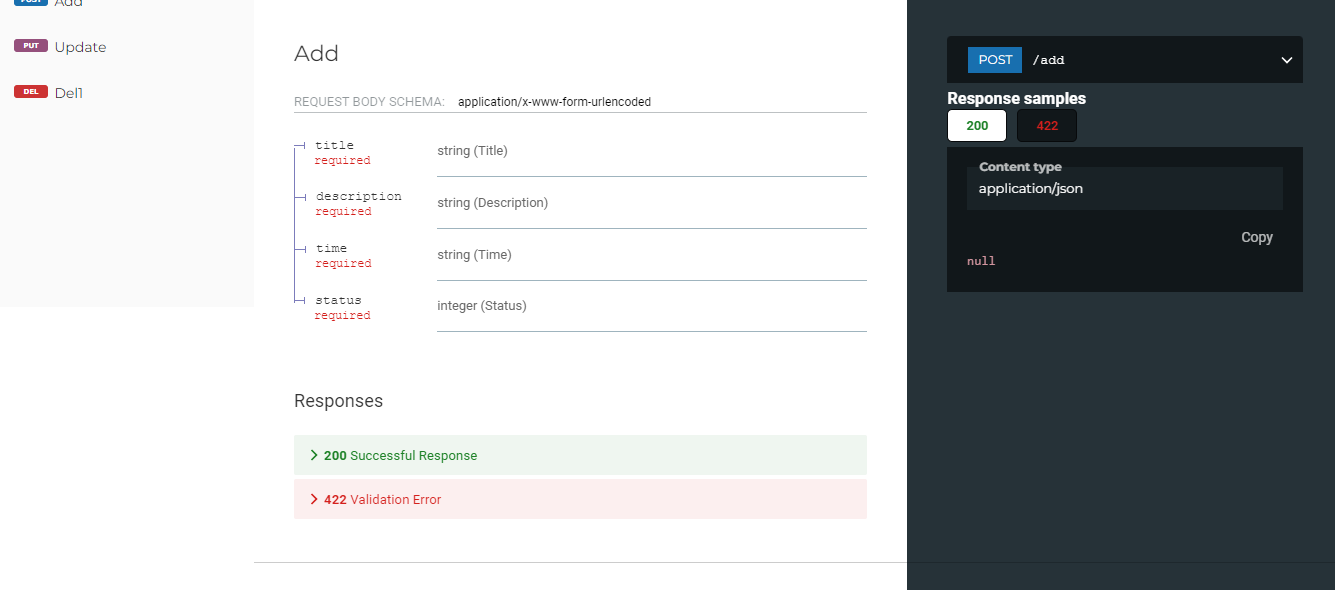 POST Add
PUT Update
DEL Del1
Add
REQUEST BODY SCHEMA: application/x-www-form-urlencoded
title
required
string (Title)
description
required
string (Description)
time
required
string (Time)
status
required
integer (Status)
Responses
200 Successful Response
422 Validation Error
POST /add
Response samples
200 422
Content type
application/json
Copy
null